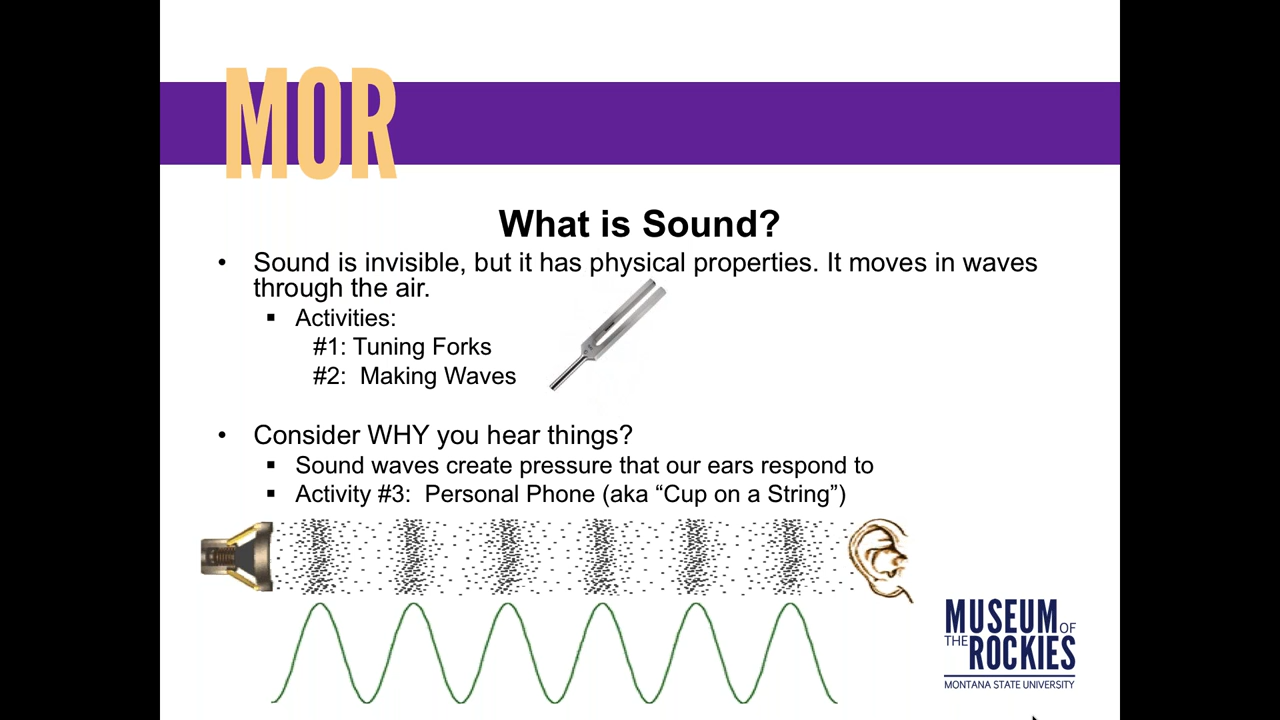 MOR
What is Sound?
• Sound is invisible, but it has physical properties. It moves in waves
through the air.
▪ Activities:
#1: Tuning Forks
#2:  Making Waves
• Consider WHY you hear things?
▪ Sound waves create pressure that our ears respond to
▪ Activity #3:  Personal Phone (aka “Cup on a String”)
MUSEUM OF
THE ROCKIES
MONTANA STATE UNIVERSITY